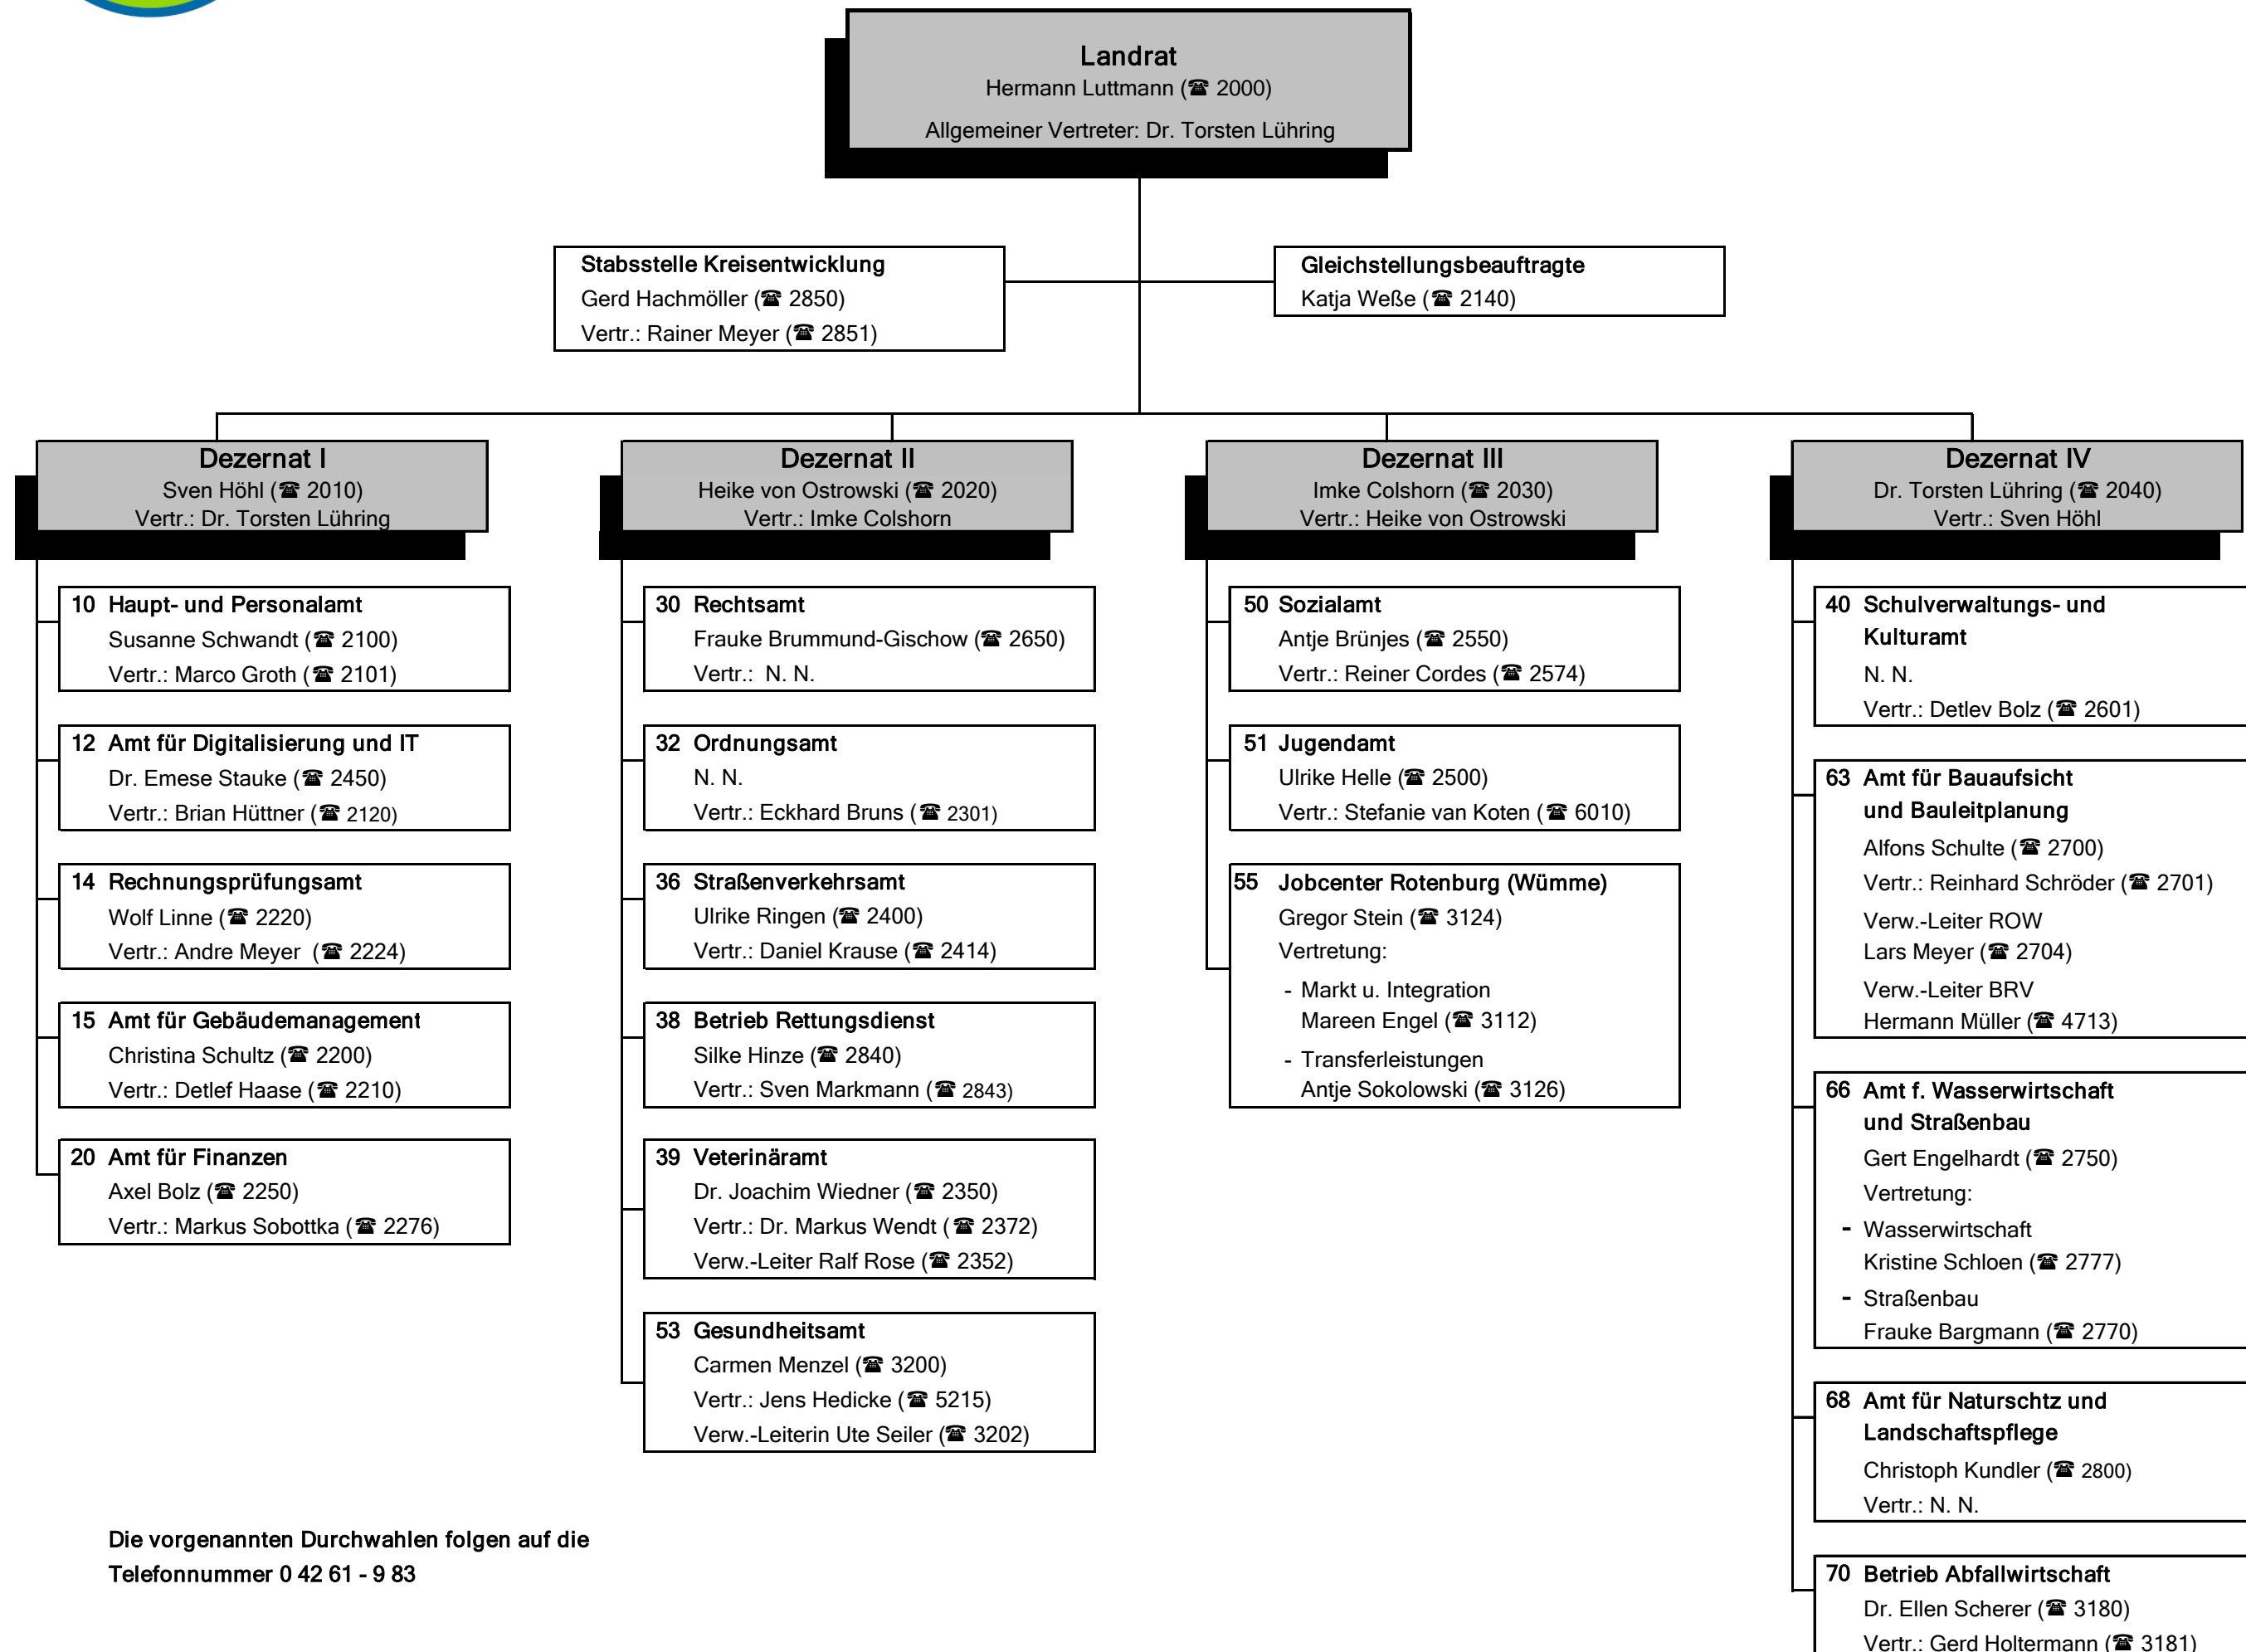 Landrat
Hermann Luttmann (☎ 2000)
Allgemeiner Vertreter: Dr. Torsten Lühring
Stabsstelle Kreisentwicklung
Gerd Hachmöller (☎ 2850)
Vertr.: Rainer Meyer (☎ 2851)
Gleichstellungsbeauftragte
Katja Weße (☎ 2140)
Dezernat I
Sven Höhl (☎ 2010)
Vertr.: Dr. Torsten Lühring
10 Haupt- und Personalamt
Susanne Schwandt (☎ 2100)
Vertr.: Marco Groth (☎ 2101)
12 Amt für Digitalisierung und IT
Dr. Emese Stauke (☎ 2450)
Vertr.: Brian Hüttner (☎ 2120)
14 Rechnungsprüfungsamt
Wolf Linne (☎ 2220)
Vertr.: Andre Meyer (☎ 2224)
15 Amt für Gebäudemanagement
Christina Schultz (☎ 2200)
Vertr.: Detlef Haase (☎ 2210)
20 Amt für Finanzen
Axel Bolz (☎ 2250)
Vertr.: Markus Sobottka (☎ 2276)
Dezernat II
Heike von Ostrowski (☎ 2020)
Vertr.: Imke Colshorn
30 Rechtsamt
Frauke Brummund-Gischow (☎ 2650)
Vertr.: N. N.
32 Ordnungsamt
N. N.
Vertr.: Eckhard Bruns (☎ 2301)
36 Straßenverkehrsamt
Ulrike Ringen (☎ 2400)
Vertr.: Daniel Krause (☎ 2414)
38 Betrieb Rettungsdienst
Silke Hinze (☎ 2840)
Vertr.: Sven Markmann (☎ 2843)
39 Veterinäramt
Dr. Joachim Wiedner (☎ 2350)
Vertr.: Dr. Markus Wendt (☎ 2372)
Verw.-Leiter Ralf Rose (☎ 2352)
53 Gesundheitsamt
Carmen Menzel (☎ 3200)
Vertr.: Jens Hedicke (☎ 5215)
Verw.-Leiterin Ute Seiler (☎ 3202)
Dezernat III
Imke Colshorn (☎ 2030)
Vertr.: Heike von Ostrowski
50 Sozialamt
Antje Brünjes (☎ 2550)
Vertr.: Reiner Cordes (☎ 2574)
51 Jugendamt
Ulrike Helle (☎ 2500)
Vertr.: Stefanie van Koten (☎ 6010)
55 Jobcenter Rotenburg (Wümme)
Gregor Stein (☎ 3124)
Vertretung:
- Markt u. Integration
Mareen Engel (☎ 3112)
- Transferleistungen
Antje Sokolowski (☎ 3126)
Dezernat IV
Dr. Torsten Lühring (☎ 2040)
Vertr.: Sven Höhl
40 Schulverwaltungs- und
Kulturamt
N. N.
Vertr.: Detlev Bolz (☎ 2601)
63 Amt für Bauaufsicht
und Bauleitplanung
Alfons Schulte (☎ 2700)
Vertr.: Reinhard Schröder (☎ 2701)
Verw.-Leiter ROW
Lars Meyer (☎ 2704)
Verw.-Leiter BRV
Hermann Müller (☎ 4713)
66 Amt f. Wasserwirtschaft
und Straßenbau
Gert Engelhardt (☎ 2750)
Vertretung:
- Wasserwirtschaft
Kristine Schloen (☎ 2777)
- Straßenbau
Frauke Bargmann (☎ 2770)
68 Amt für Naturschtz und
Landschaftspflege
Christoph Kundler (☎ 2800)
Vertr.: N. N.
70 Betrieb Abfallwirtschaft
Dr. Ellen Scherer (☎ 3180)
Vertr.: Gerd Holtermann (☎ 3181)
Die vorgenannten Durchwahlen folgen auf die
Telefonnummer 0 42 61 - 9 83